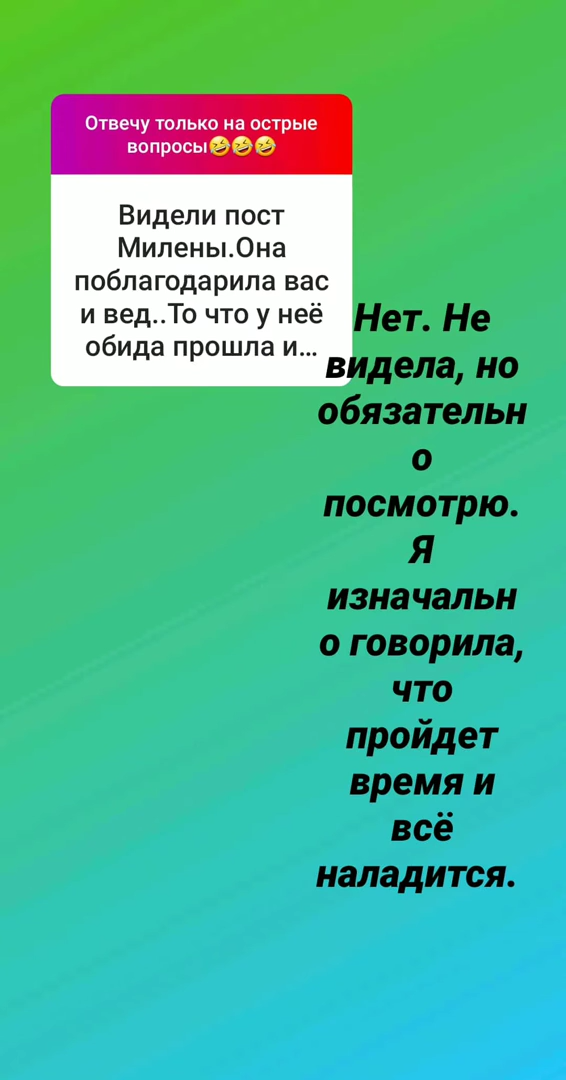 Отвечу только на острые
вопросы🤣🤣🤣
Видели пост
Милены.Она
поблагодарила вас
и вед..То что у неё
обида прошла и...
Нет. Не
видела, но
обязательн
о
посмотрю.
Я
изначальн
о говорила,
что
пройдет
время и
всё
наладится.